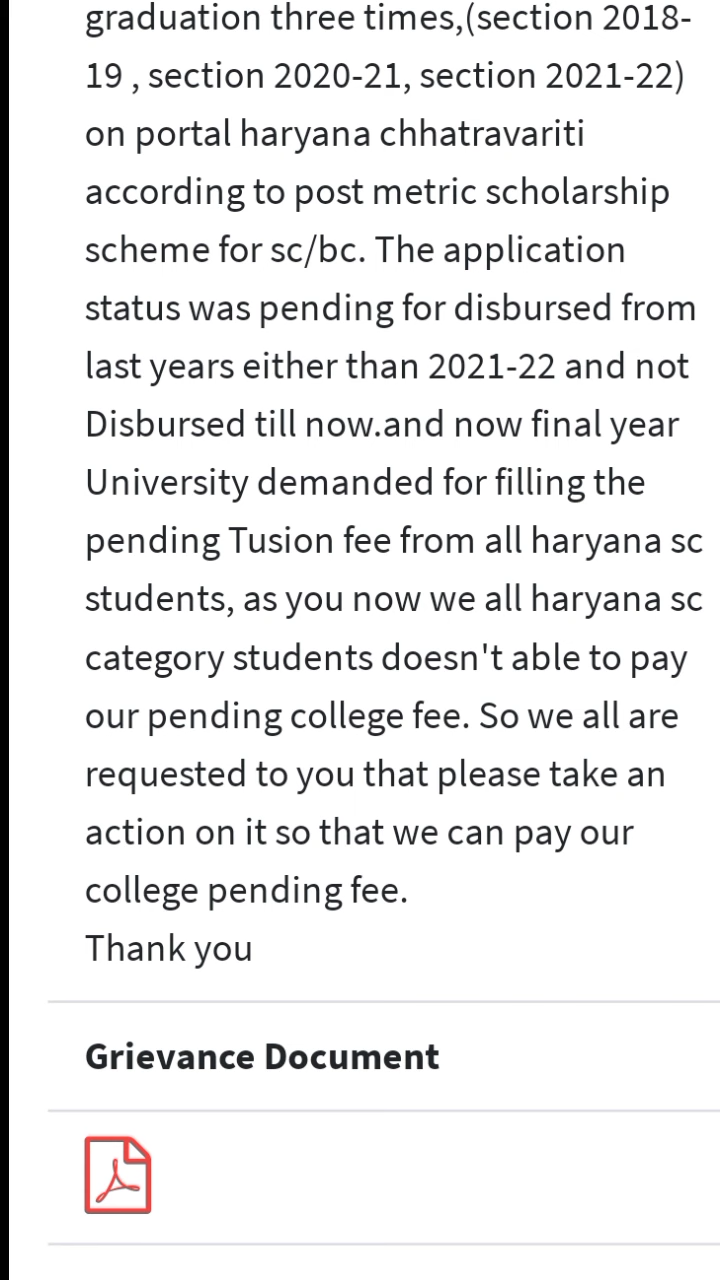 graduation three times,(section 2018-
19 , section 2020-21, section 2021-22)
on portal haryana chhatravariti
according to post metric scholarship
scheme for sc/bc. The application
status was pending for disbursed from
last years either than 2021-22 and not
Disbursed till now.and now final year
University demanded for filling the
pending Tusion fee from all haryana sc
students, as you now we all haryana sc
category students doesn't able to pay
our pending college fee. So we all are
requested to you that please take an
action on it so that we can pay our
college pending fee.
Thank you
Grievance Document